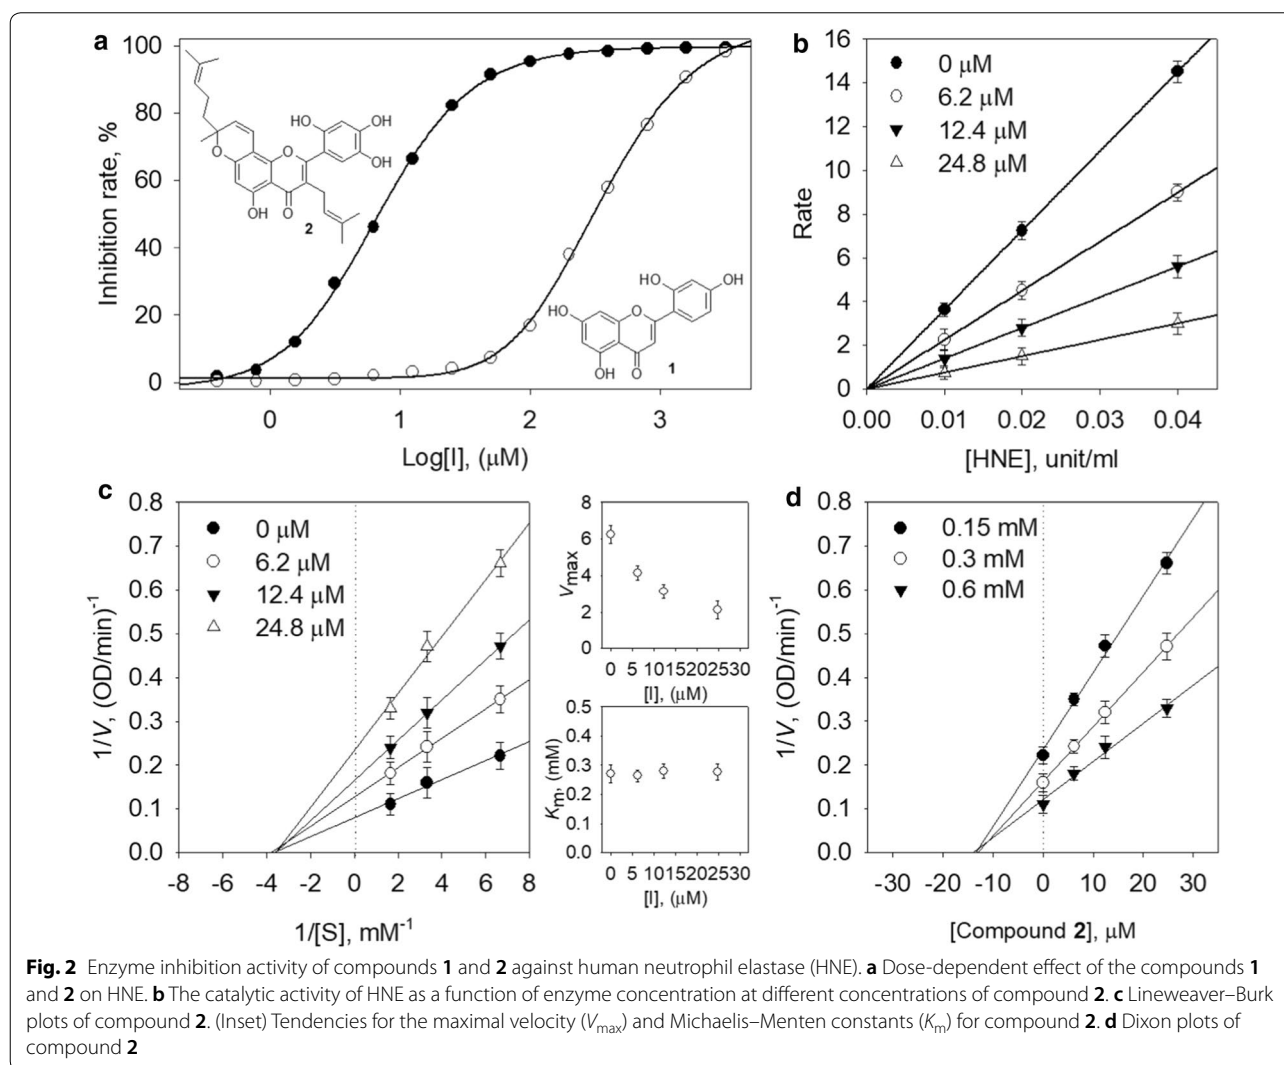 a
100
80
60
40
20
0
Inhibition rate, %
0 1 2 3
Log[I], (μM)
OH
OH
HO
OH
O
O
OH
O
2
HO
OH
HO
O
OH
O
1
b
16
14
12
10
8
6
4
2
0
Rate
0 μM
6.2 μM
12.4 μM
24.8 μM
0.00 0.01 0.02 0.03 0.04
[HNE], unit/ml
c
0.8
0.7
0.6
0.5
0.4
0.3
0.2
0.1
0.0
1/V, (OD/min)⁻¹
0 μM
6.2 μM
12.4 μM
24.8 μM
-8 -6 -4 -2 0 2 4 6 8
1/[S], mM⁻¹
8
6
4
2
0
Vmax
0 5 1015202530
[I], (μM)
0.5
0.4
0.3
0.2
0.1
0.0
Km, (mM)
0 5 1015202530
[I], (μM)
d
0.8
0.7
0.6
0.5
0.4
0.3
0.2
0.1
0.0
1/V, (OD/min)⁻¹
0.15 mM
0.3 mM
0.6 mM
-30 -20 -10 0 10 20 30
[Compound 2], μM
Fig. 2 Enzyme inhibition activity of compounds 1 and 2 against human neutrophil elastase (HNE). a Dose-dependent effect of the compounds 1
and 2 on HNE. b The catalytic activity of HNE as a function of enzyme concentration at different concentrations of compound 2. c Lineweaver–Burk
plots of compound 2. (Inset) Tendencies for the maximal velocity (Vmax) and Michaelis–Menten constants (Km) for compound 2. d Dixon plots of
compound 2